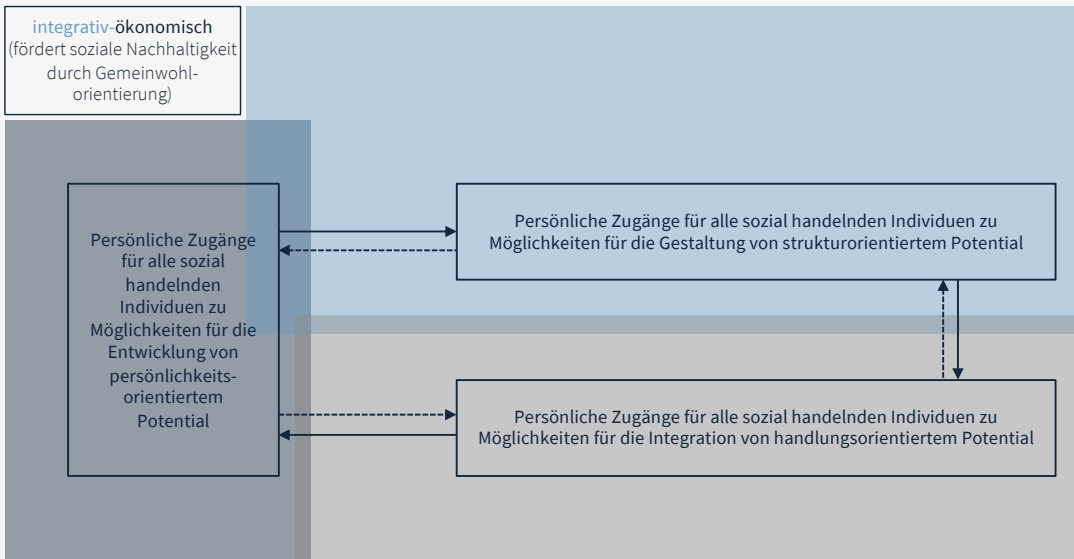 integrativ-ökonomisch
(fördert soziale Nachhaltigkeit
durch Gemeinwohl-
orientierung)
Persönliche Zugänge
für alle sozial
handelnden
Individuen zu
Möglichkeiten für die
Entwicklung von
persönlichkeits-
orientiertem
Potential
Persönliche Zugänge für alle sozial handelnden Individuen zu
Möglichkeiten für die Gestaltung von strukturorientiertem Potential
Persönliche Zugänge für alle sozial handelnden Individuen zu
Möglichkeiten für die Integration von handlungsorientiertem Potential